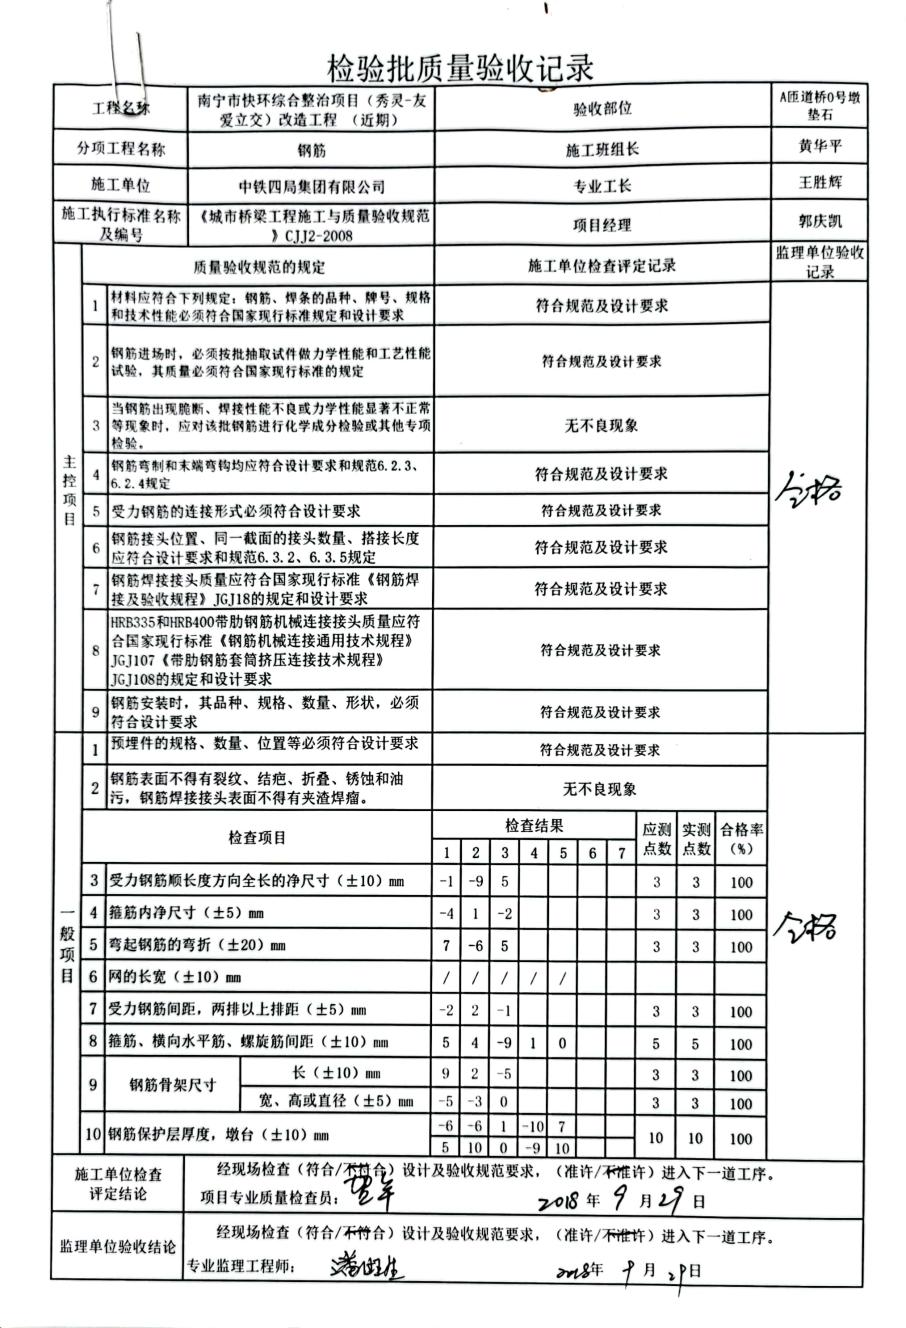 检验批质量验收记录
工程名称 南宁市快环综合整治项目（秀灵-友 验收部位 A匝道桥0号墩
爱立交）改造工程 （近期） 垫石
分项工程名称 钢筋 施工班组长 黄华平
施工单位 中铁四局集团有限公司 专业工长 王胜辉
施工执行标准名称 《城市桥梁工程施工与质量验收规范 项目经理 郭庆凯
及编号 》CJJ2-2008
质量验收规范的规定 施工单位检查评定记录 监理单位验收
记录
主控项目
1 材料应符合下列规定：钢筋、焊条的品种、牌号、规格 符合规范及设计要求
和技术性能必须符合国家现行标准规定和设计要求
2 钢筋进场时，必须按批抽取试件做力学性能和工艺性能 符合规范及设计要求
试验，其质量必须符合国家现行标准的规定
3 当钢筋出现脆断、焊接性能不良或力学性能显著不正常 无不良现象
等现象时，应对该批钢筋进行化学成分检验或其他专项
检验。
4 钢筋弯制和末端弯钩均应符合设计要求和规范6.2.3、 符合规范及设计要求
6.2.4规定
合格
5 受力钢筋的连接形式必须符合设计要求 符合规范及设计要求
6 钢筋接头位置、同一截面的接头数量、搭接长度 符合规范及设计要求
应符合设计要求和规范6.3.2、6.3.5规定
7 钢筋焊接接头质量应符合国家现行标准《钢筋焊 符合规范及设计要求
接及验收规程》JGJ18的规定和设计要求
8 HRB335和HRB400带肋钢筋机械连接接头质量应符 符合规范及设计要求
合国家现行标准《钢筋机械连接通用技术规程》
JGJ107《带肋钢筋套筒挤压连接技术规程》
JGJ108的规定和设计要求
9 钢筋安装时，其品种、规格、数量、形状，必须 符合规范及设计要求
符合设计要求
一般项目
1 预埋件的规格、数量、位置等必须符合设计要求 符合规范及设计要求
2 钢筋表面不得有裂纹、结疤、折叠、锈蚀和油 无不良现象
污，钢筋焊接接头表面不得有夹渣焊瘤。
检查项目 检查结果 应测 实测 合格率
1 2 3 4 5 6 7 点数 点数 （%）
3 受力钢筋顺长度方向全长的净尺寸（±10）mm -1 -9 5 3 3 100
4 箍筋内净尺寸（±5）mm -4 1 -2 3 3 100
合格
5 弯起钢筋的弯折（±20）mm 7 -6 5 3 3 100
6 网的长宽（±10）mm / / / / /
7 受力钢筋间距，两排以上排距（±5）mm -2 2 -1 3 3 100
8 箍筋、横向水平筋、螺旋筋间距（±10）mm 5 4 -9 1 0 5 5 100
9 钢筋骨架尺寸 长（±10）mm 9 2 -5 3 3 100
宽、高或直径（±5）mm -5 -3 0 3 3 100
10 钢筋保护层厚度，墩台（±10）mm -6 -6 1 -10 7 10 10 100
5 10 0 -9 10
施工单位检查 经现场检查（符合/不符合）设计及验收规范要求，（准许/不准许）进入下一道工序。
评定结论 项目专业质量检查员： 2018年9月29日
监理单位验收结论 经现场检查（符合/不符合）设计及验收规范要求，（准许/不准许）进入下一道工序。
专业监理工程师： 2018年9月29日